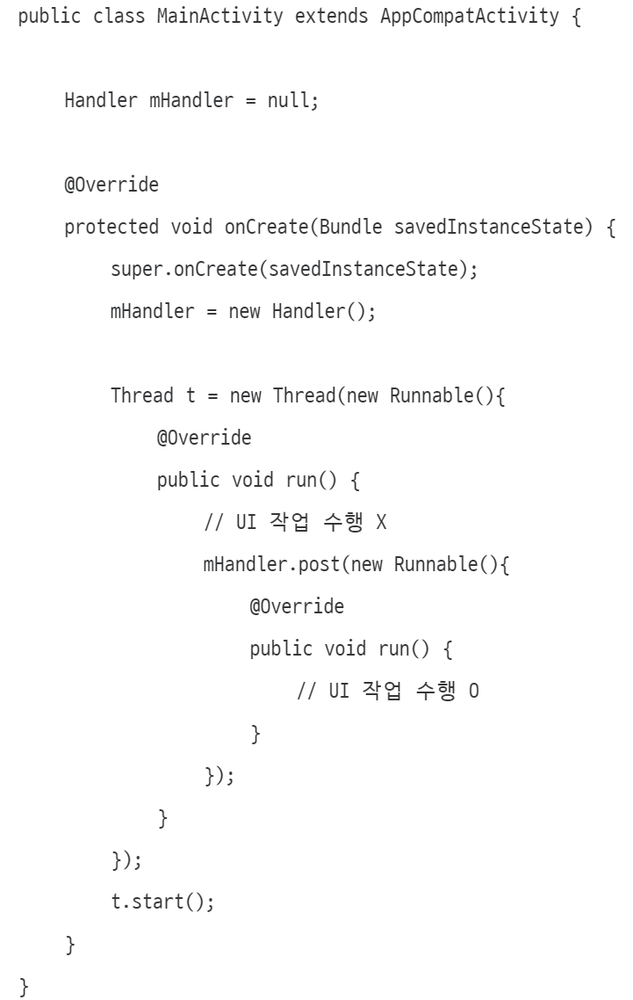 public class MainActivity extends AppCompatActivity {
Handler mHandler = null;
@Override
protected void onCreate(Bundle savedInstanceState) {
super.onCreate(savedInstanceState);
mHandler = new Handler();
Thread t = new Thread(new Runnable(){
@Override
public void run() {
// UI 작업 수행 X
mHandler.post(new Runnable(){
@Override
public void run() {
// UI 작업 수행 O
}
});
}
});
t.start();
}
}